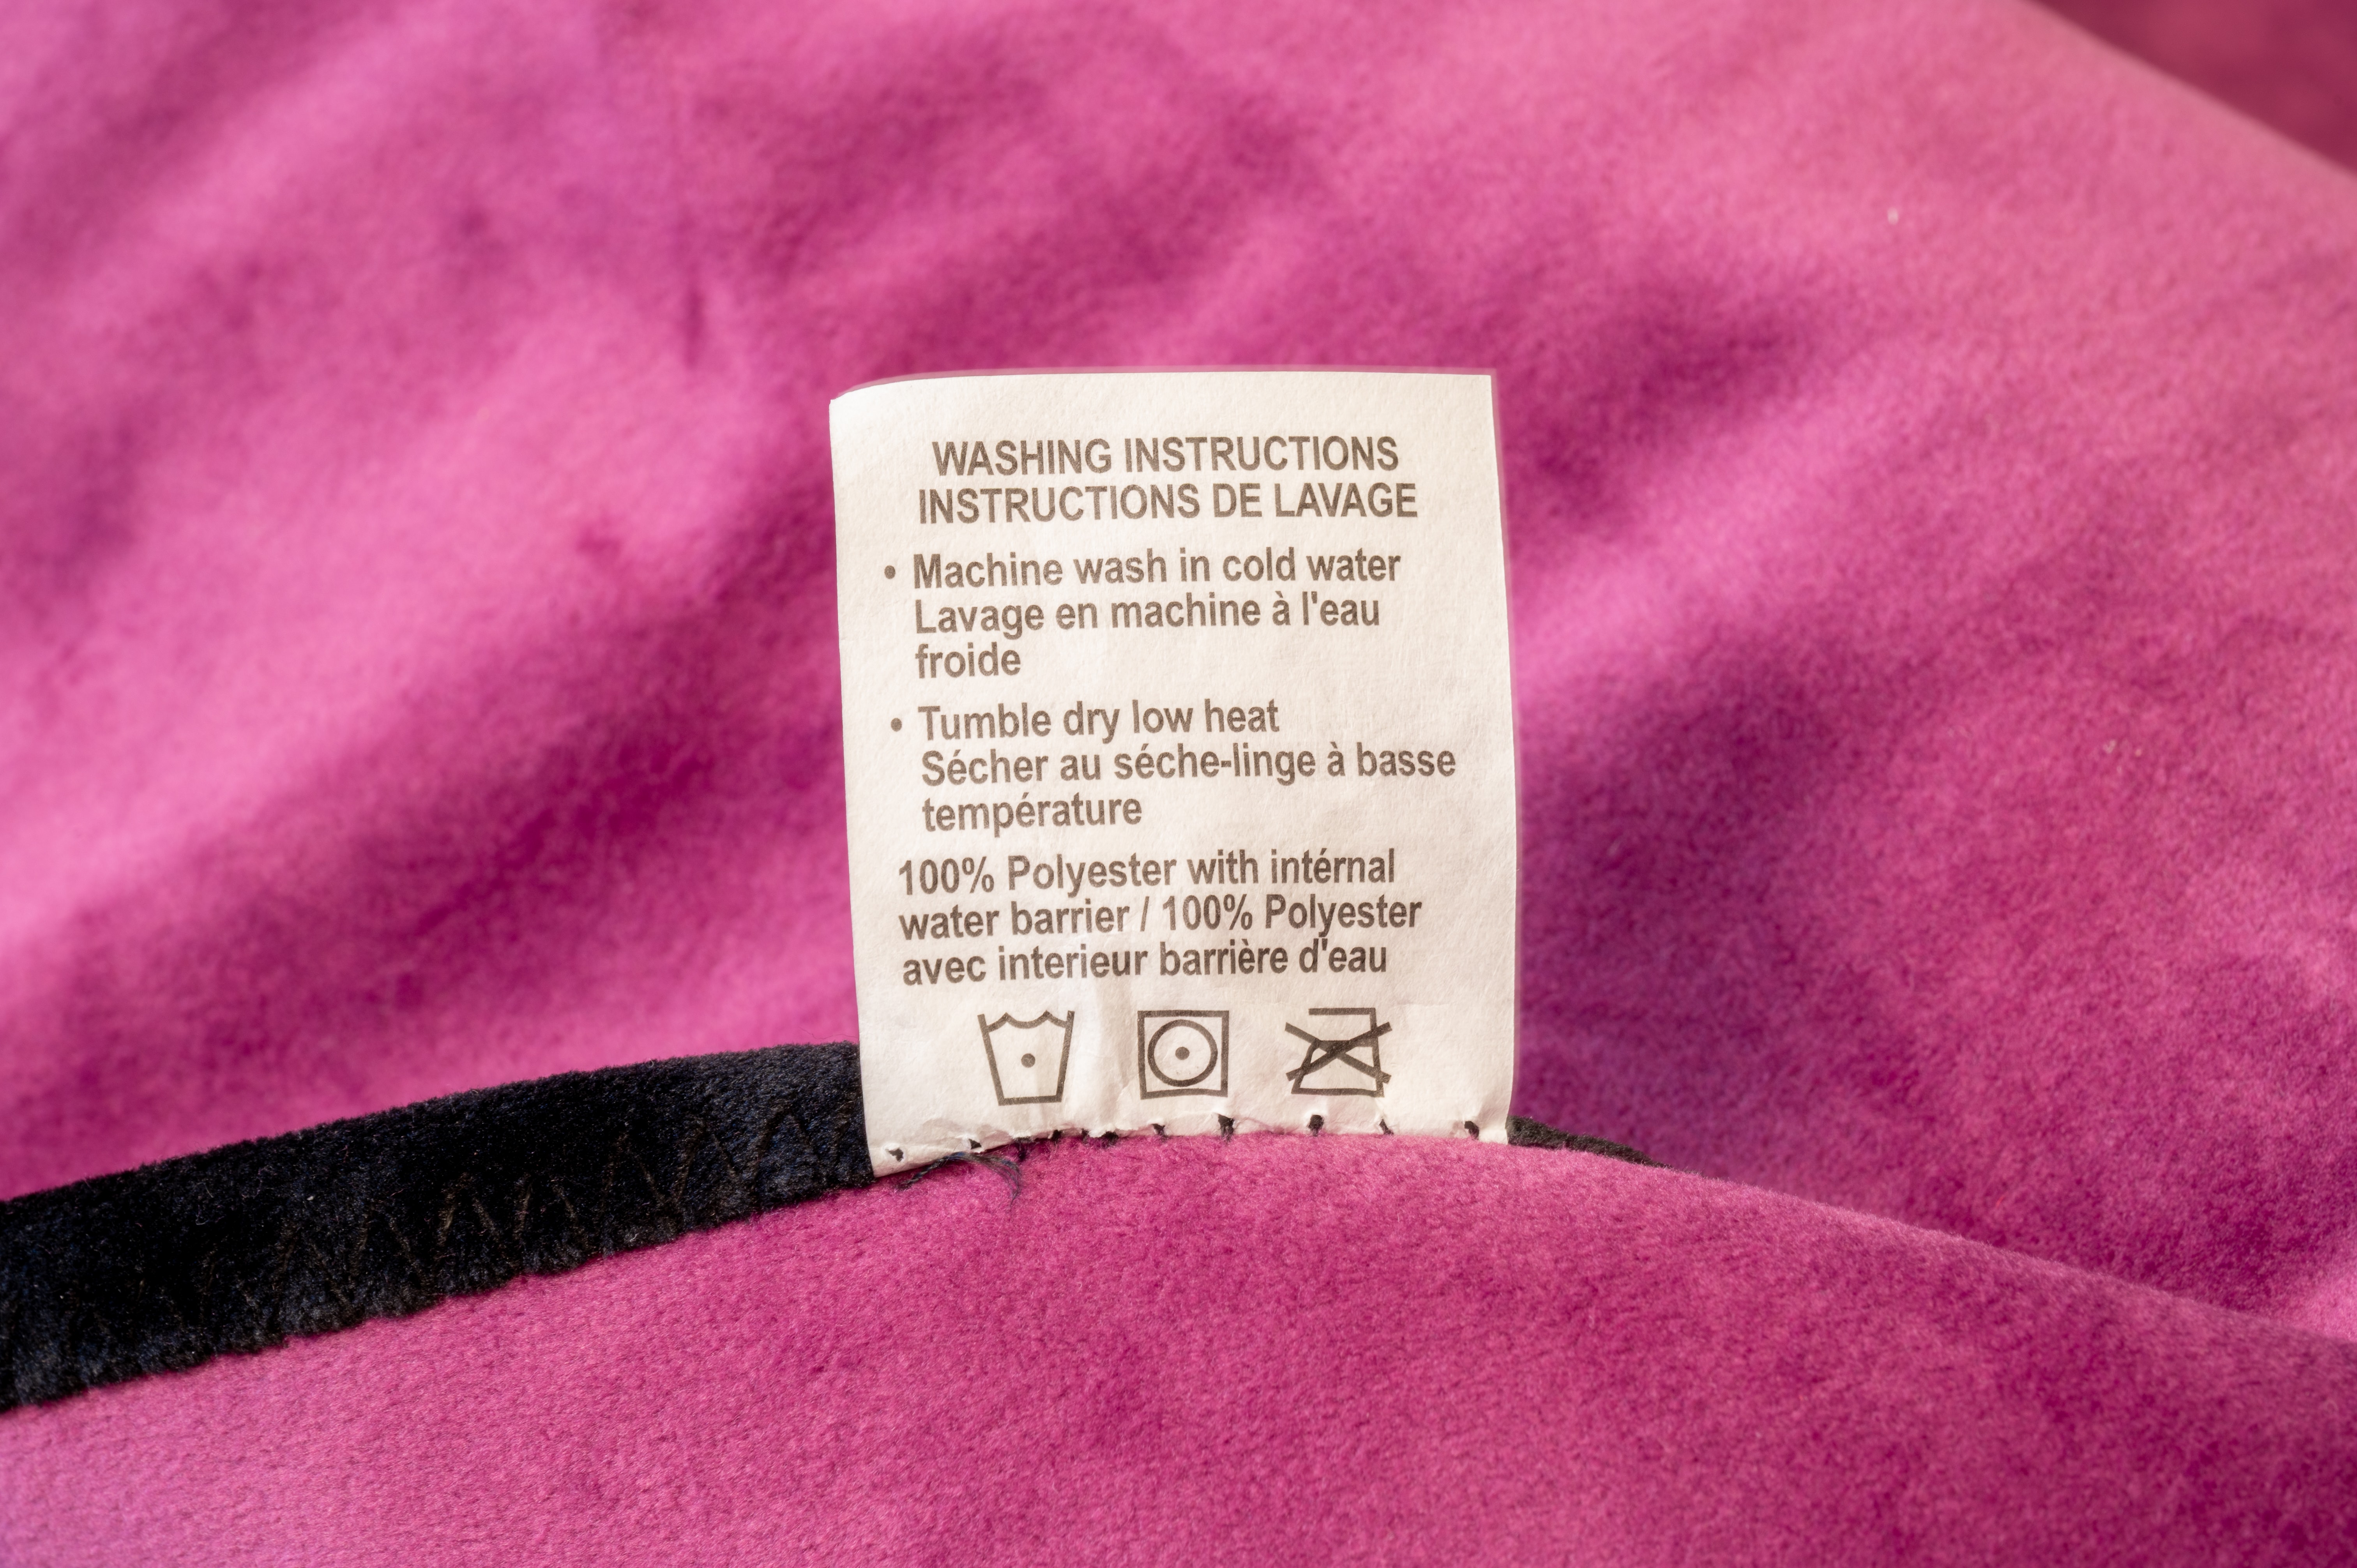 WASHING INSTRUCTIONS
INSTRUCTIONS DE LAVAGE
• Machine wash in cold water
Lavage en machine à l'eau
froide
• Tumble dry low heat
Sécher au séche-linge à basse
température
100% Polyester with intérnal
water barrier / 100% Polyester
avec interieur barrière d'eau